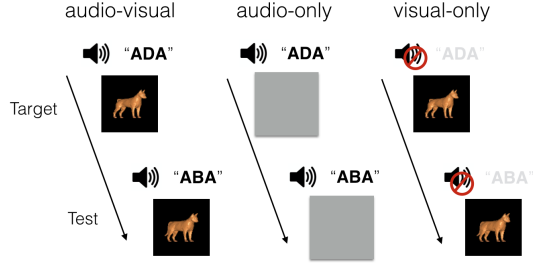 audio-visual audio-only visual-only
"ADA" "ADA" "ADA"
Target
"ABA" "ABA" "ABA"
Test